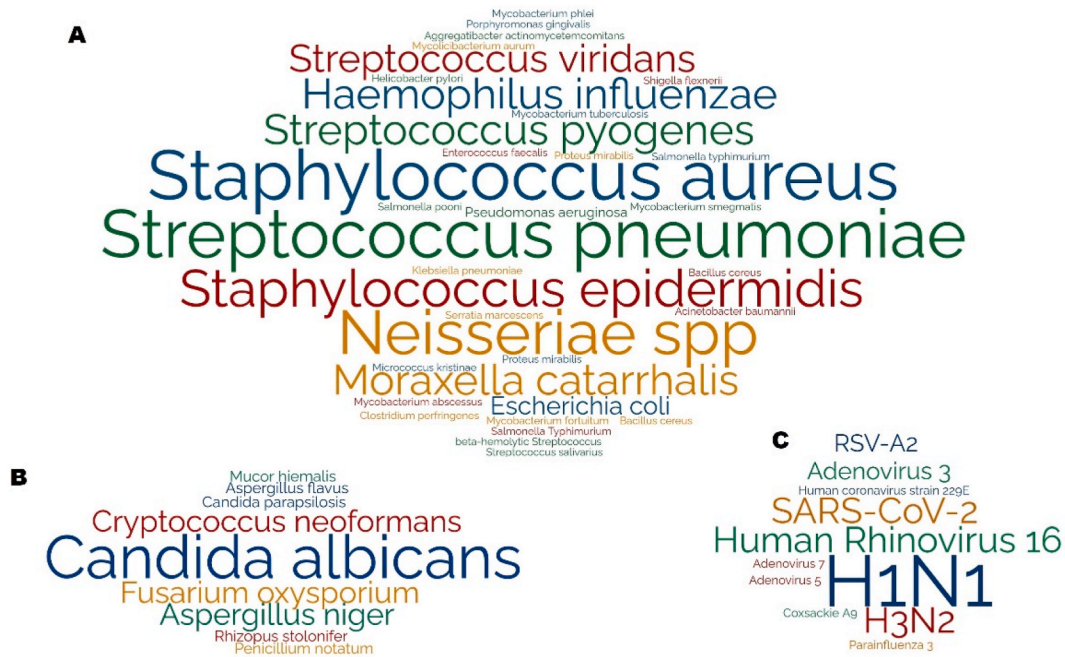 A
Mycobacterium phlei
Porphyromonas gingivalis
Aggregatibacter actinomycetemcomitans
Mycolicibacterium aurum
Streptococcus viridans
Helicobacter pylori
Shigella flexnerii
Haemophilus influenzae
Mycobacterium tuberculosis
Streptococcus pyogenes
Enterococcus faecalis
Proteus mirabilis
Salmonella typhimurium
Staphylococcus aureus
Salmonella pooni
Pseudomonas aeruginosa
Mycobacterium smegmatis
Streptococcus pneumoniae
Klebsiella pneumoniae
Bacillus cereus
Staphylococcus epidermidis
Serratia marcescens
Acinetobacter baumannii
Neisseriae spp
Proteus mirabilis
Micrococcus kristinae
Moraxella catarrhalis
Mycobacterium abscessus
Escherichia coli
Clostridium perfringenes
Mycobacterium fortuitum
Bacillus cereus
Salmonella Typhimurium
beta-hemolytic Streptococcus
Streptococcus salivarius
B
Mucor hiemalis
Aspergillus flavus
Candida parapsilosis
Cryptococcus neoformans
Candida albicans
Fusarium oxysporium
Aspergillus niger
Rhizopus stolonifer
Penicillium notatum
C
RSV-A2
Adenovirus 3
Human coronavirus strain 229E
SARS-CoV-2
Human Rhinovirus 16
Adenovirus 7
Adenovirus 5
H1N1
Coxsackie A9
H3N2
Parainfluenza 3